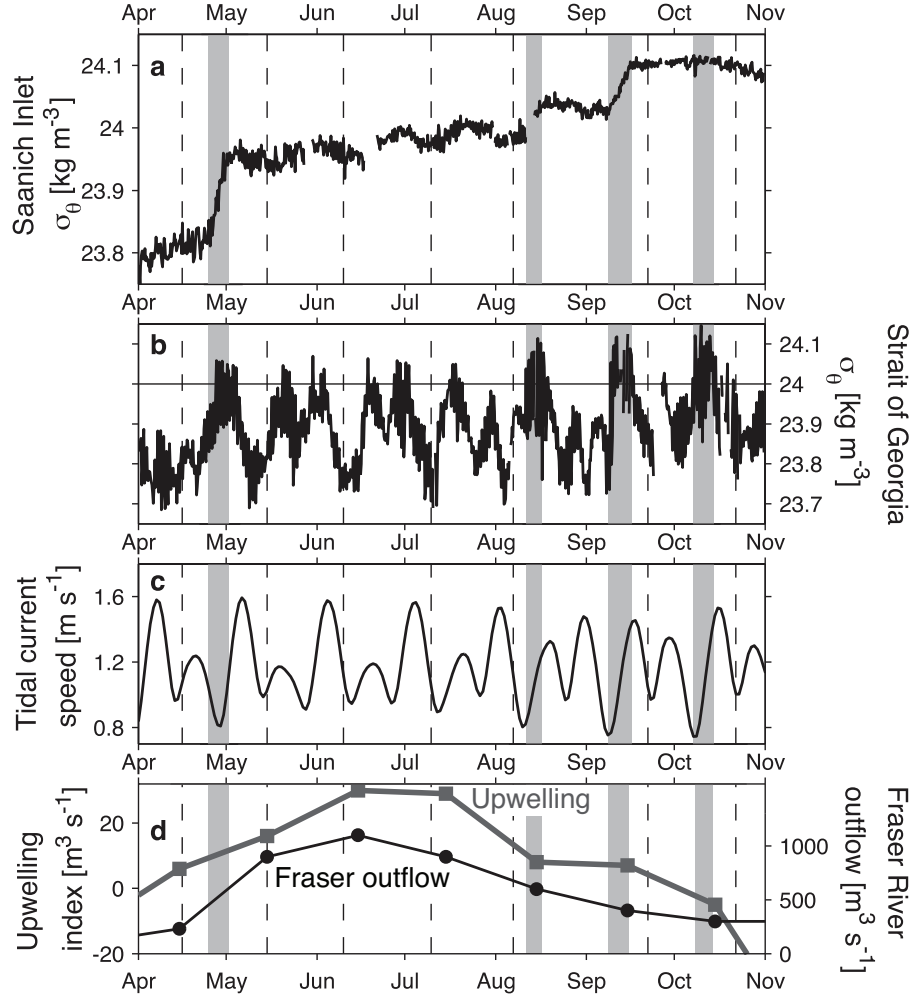 Apr May Jun Jul Aug Sep Oct Nov
a
Saanich Inlet
σθ [kg m-3]
24.1
24
23.9
23.8
Apr May Jun Jul Aug Sep Oct Nov
b
24.1
24
23.9
23.8
23.7
σθ [kg m-3]
Strait of Georgia
Apr May Jun Jul Aug Sep Oct Nov
c
Tidal current
speed [m s-1]
1.6
1.2
0.8
Apr May Jun Jul Aug Sep Oct Nov
d
Upwelling
index [m3 s-1]
20
0
-20
Upwelling
Fraser outflow
1000
500
0
Fraser River
outflow [m3 s-1]
Apr May Jun Jul Aug Sep Oct Nov